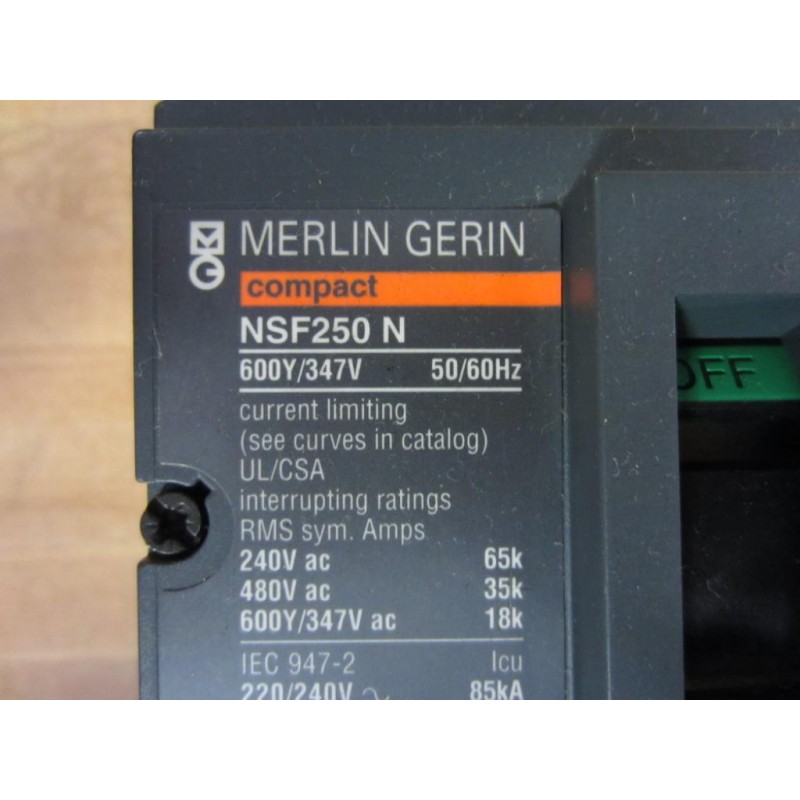 MG
MERLIN GERIN
compact
NSF250 N
600Y/347V 50/60Hz
current limiting
(see curves in catalog)
UL/CSA
interrupting ratings
RMS sym. Amps
240V ac 65k
480V ac 35k
600Y/347V ac 18k
IEC 947-2 Icu
220/240V ~ 85kA
OFF